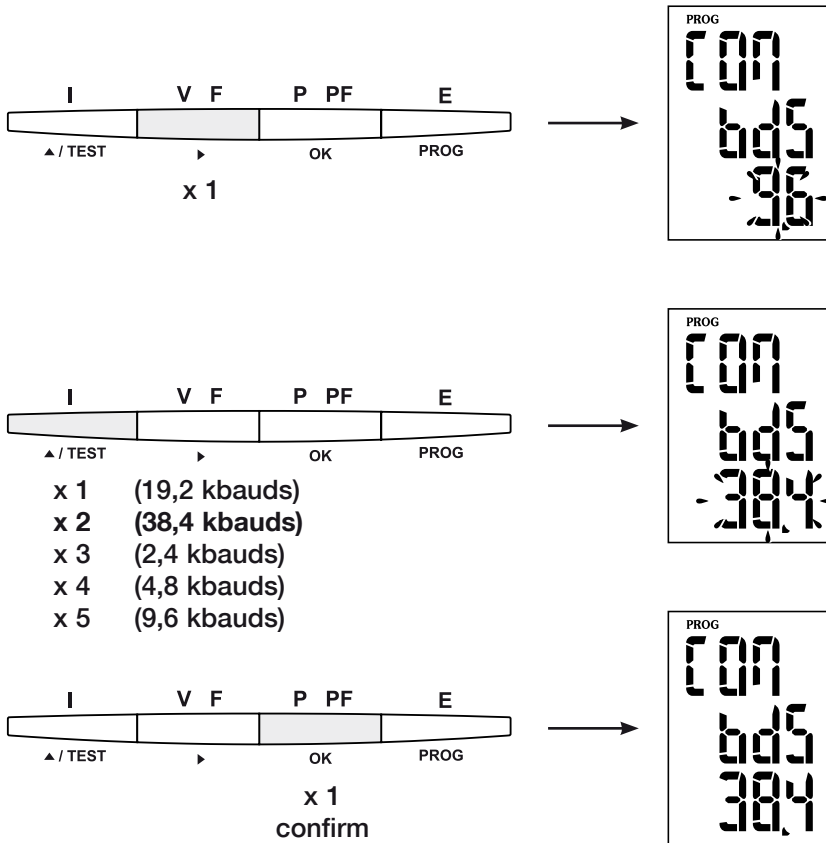 PROG
I V F P PF E
COM
▲ / TEST ▶ OK PROG
bdS
x 1
9.6
PROG
I V F P PF E
COM
▲ / TEST ▶ OK PROG
bdS
38.4
x 1 (19,2 kbauds)
x 2 (38,4 kbauds)
x 3 (2,4 kbauds)
x 4 (4,8 kbauds)
x 5 (9,6 kbauds)
PROG
I V F P PF E
COM
▲ / TEST ▶ OK PROG
bdS
x 1
38.4
confirm